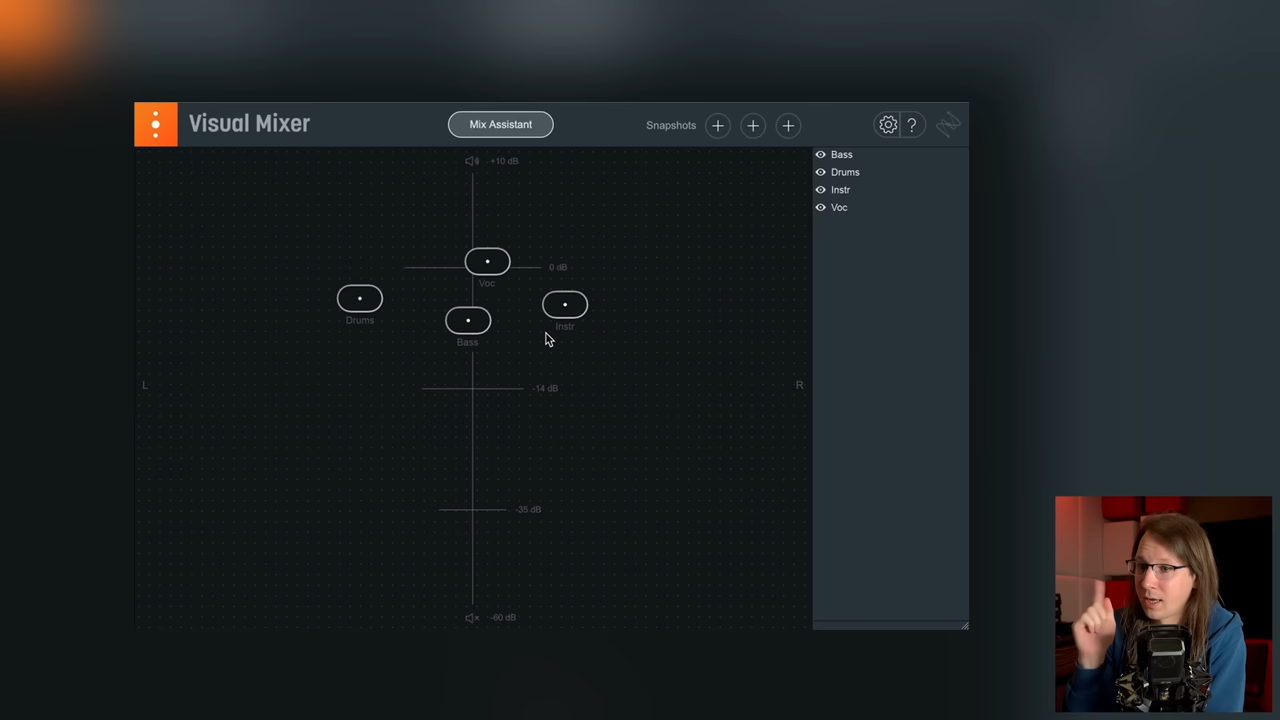 Visual Mixer
Mix Assistant
Snapshots
?
+10 dB
Bass
Drums
Instr
Voc
0 dB
Voc
Drums
Instr
Bass
L
-14 dB
R
-35 dB
-60 dB